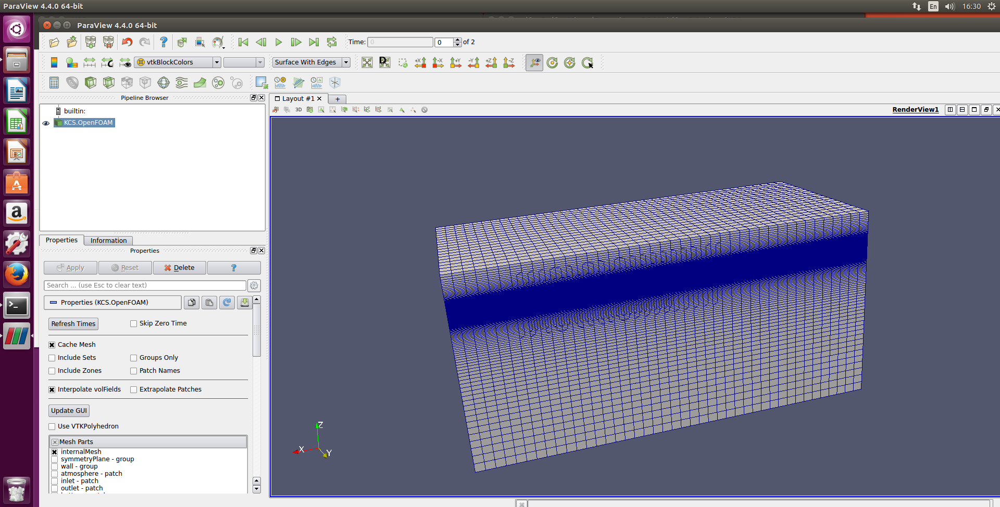 ParaView 4.4.0 64-bit
En
16:30
ParaView 4.4.0 64-bit
Time: 0
0
of 2
vtkBlockColors
Surface With Edges
+X
-X
+Y
-Y
+Z
-Z
Pipeline Browser
builtin:
KCS.OpenFOAM
Layout #1
+
3D
RenderView1
Properties
Information
Properties
Apply
Reset
Delete
?
Search ... (use Esc to clear text)
Properties (KCS.OpenFOAM)
Refresh Times
Skip Zero Time
Cache Mesh
Include Sets
Groups Only
Include Zones
Patch Names
Interpolate volFields
Extrapolate Patches
Update GUI
Use VTKPolyhedron
Mesh Parts
internalMesh
symmetryPlane - group
wall - group
atmosphere - patch
inlet - patch
outlet - patch
Z
X
Y